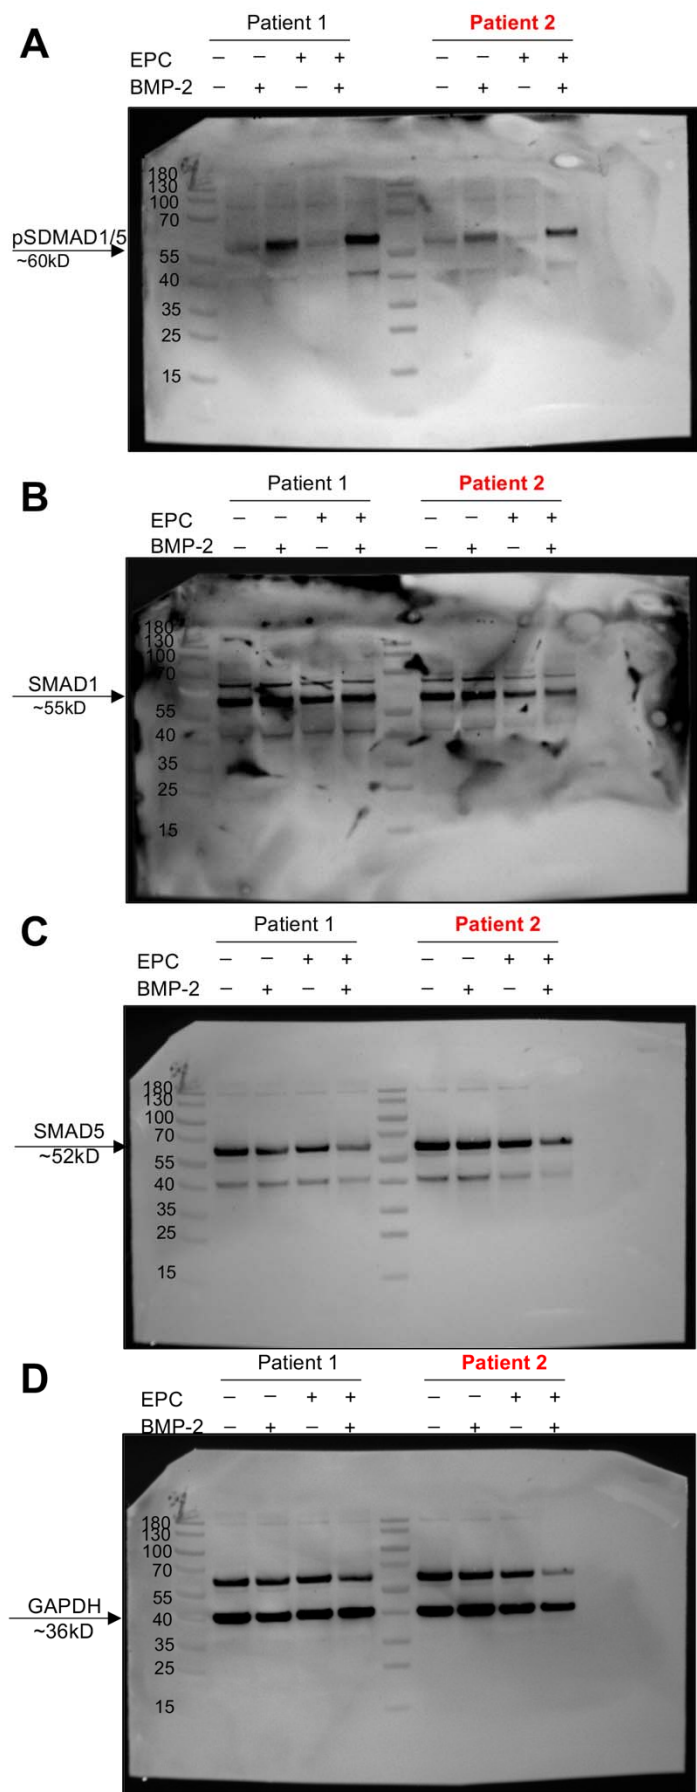 A
Patient 1 Patient 2
EPC – – + + – – + +
BMP-2 – + – + – + – +
180
130
100
70
pSDMAD1/5
~60kD
55
40
35
25
15
B
Patient 1 Patient 2
EPC – – + + – – + +
BMP-2 – + – + – + – +
180
130
100
70
SMAD1
~55kD
55
40
35
25
15
C
Patient 1 Patient 2
EPC – – + + – – + +
BMP-2 – + – + – + – +
180
130
100
70
SMAD5
~52kD
55
40
35
25
15
D
Patient 1 Patient 2
EPC – – + + – – + +
BMP-2 – + – + – + – +
180
130
100
70
55
GAPDH
~36kD
40
35
25
15